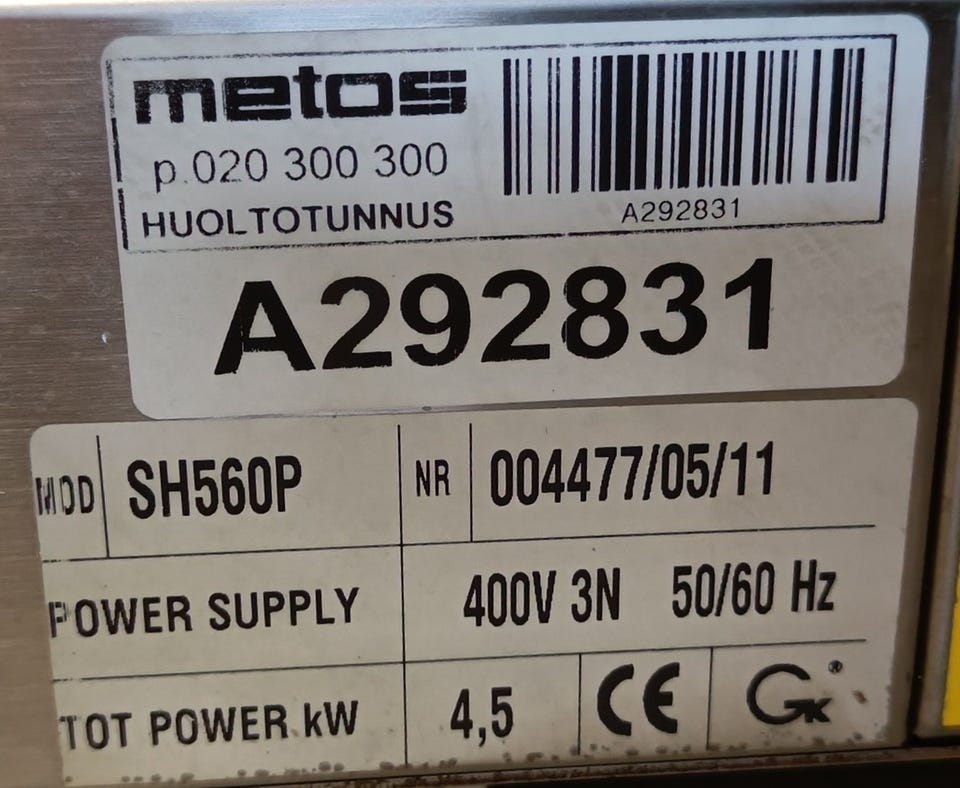 metos
p.020 300 300
HUOLTOTUNNUS
A292831
A292831
MOD SH560P NR 004477/05/11
POWER SUPPLY 400V 3N 50/60 Hz
TOT POWER.kW 4,5 CE GK®